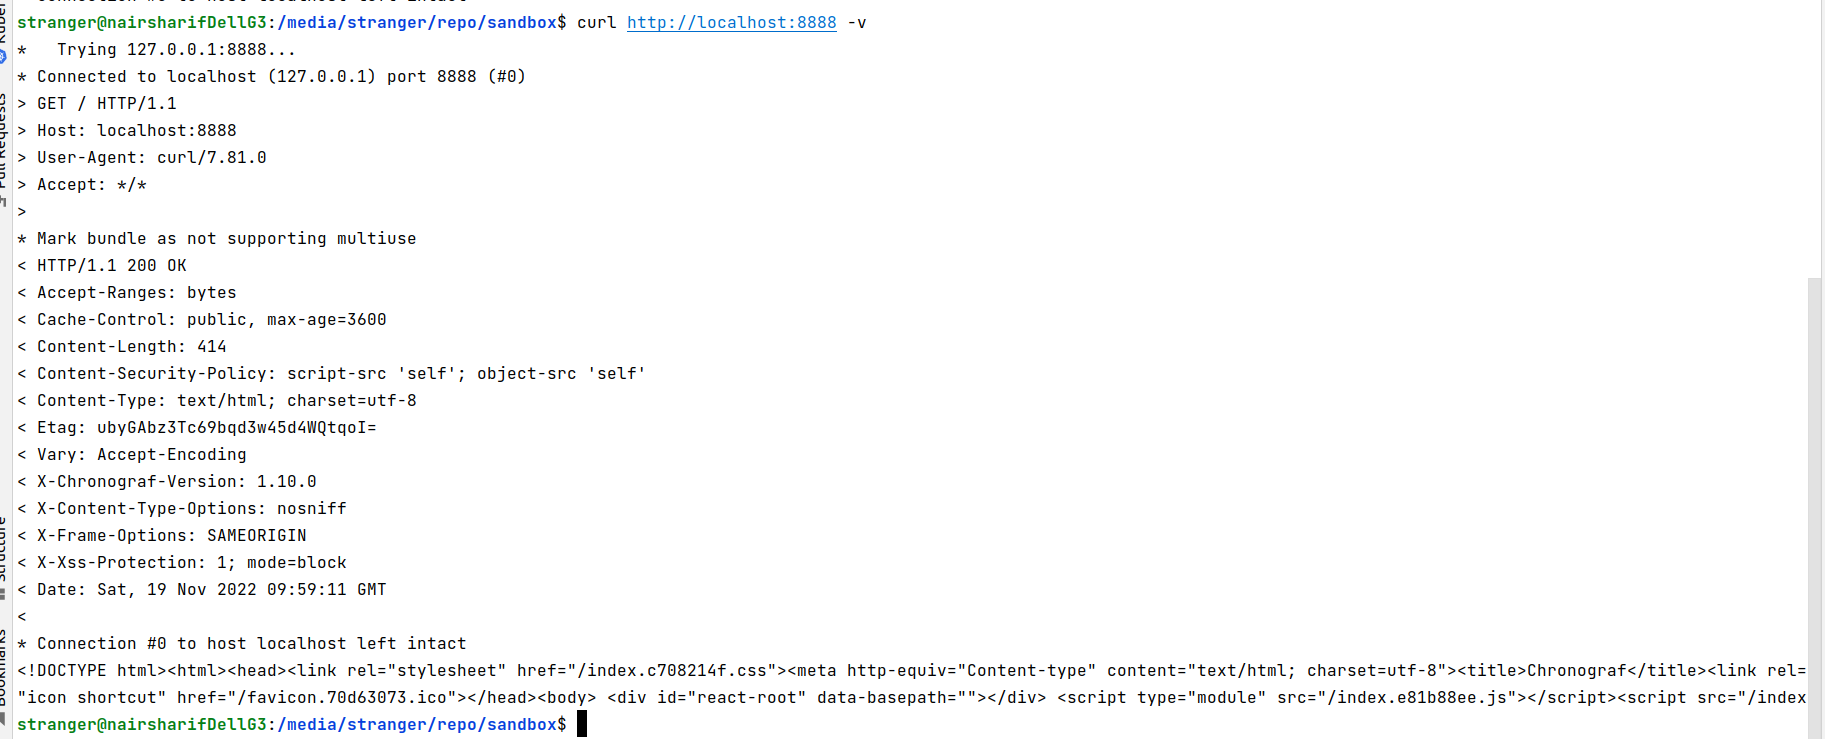 stranger@nairsharifDellG3:/media/stranger/repo/sandbox$ curl http://localhost:8888 -v
*   Trying 127.0.0.1:8888...
* Connected to localhost (127.0.0.1) port 8888 (#0)
> GET / HTTP/1.1
> Host: localhost:8888
> User-Agent: curl/7.81.0
> Accept: */*
>
* Mark bundle as not supporting multiuse
< HTTP/1.1 200 OK
< Accept-Ranges: bytes
< Cache-Control: public, max-age=3600
< Content-Length: 414
< Content-Security-Policy: script-src 'self'; object-src 'self'
< Content-Type: text/html; charset=utf-8
< Etag: ubyGAbz3Tc69bqd3w45d4WQtqoI=
< Vary: Accept-Encoding
< X-Chronograf-Version: 1.10.0
< X-Content-Type-Options: nosniff
< X-Frame-Options: SAMEORIGIN
< X-Xss-Protection: 1; mode=block
< Date: Sat, 19 Nov 2022 09:59:11 GMT
<
* Connection #0 to host localhost left intact
<!DOCTYPE html><html><head><link rel="stylesheet" href="/index.c708214f.css"><meta http-equiv="Content-type" content="text/html; charset=utf-8"><title>Chronograf</title><link rel=
"icon shortcut" href="/favicon.70d63073.ico"></head><body> <div id="react-root" data-basepath=""></div> <script type="module" src="/index.e81b88ee.js"></script><script src="/index
stranger@nairsharifDellG3:/media/stranger/repo/sandbox$
Pull Requests
Structure
Bookmarks